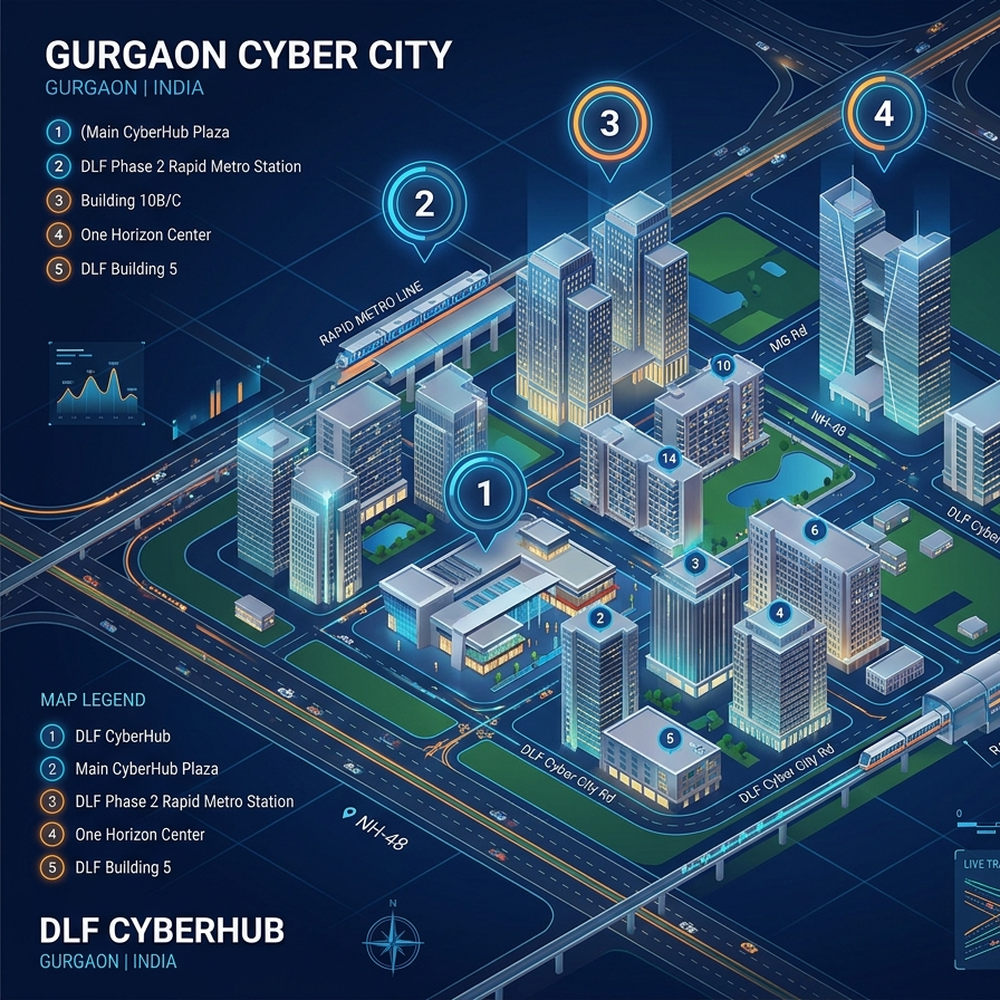 GURGAON CYBER CITY
GURGAON | INDIA
1 (Main CyberHub Plaza
2 DLF Phase 2 Rapid Metro Station
3 Building 10B/C
4 One Horizon Center
5 DLF Building 5
3
4
2
RAPID METRO LINE
MG Rd
10
NH-48
14
1
DLF Cyber
6
3
2
4
5
DLF Cyber City Rd
DLF Cyber City Rd
MAP LEGEND
1 DLF CyberHub
2 Main CyberHub Plaza
3 DLF Phase 2 Rapid Metro Station
4 One Horizon Center
5 DLF Building 5
NH-48
0
LIVE TRA
DLF CYBERHUB
GURGAON | INDIA
N